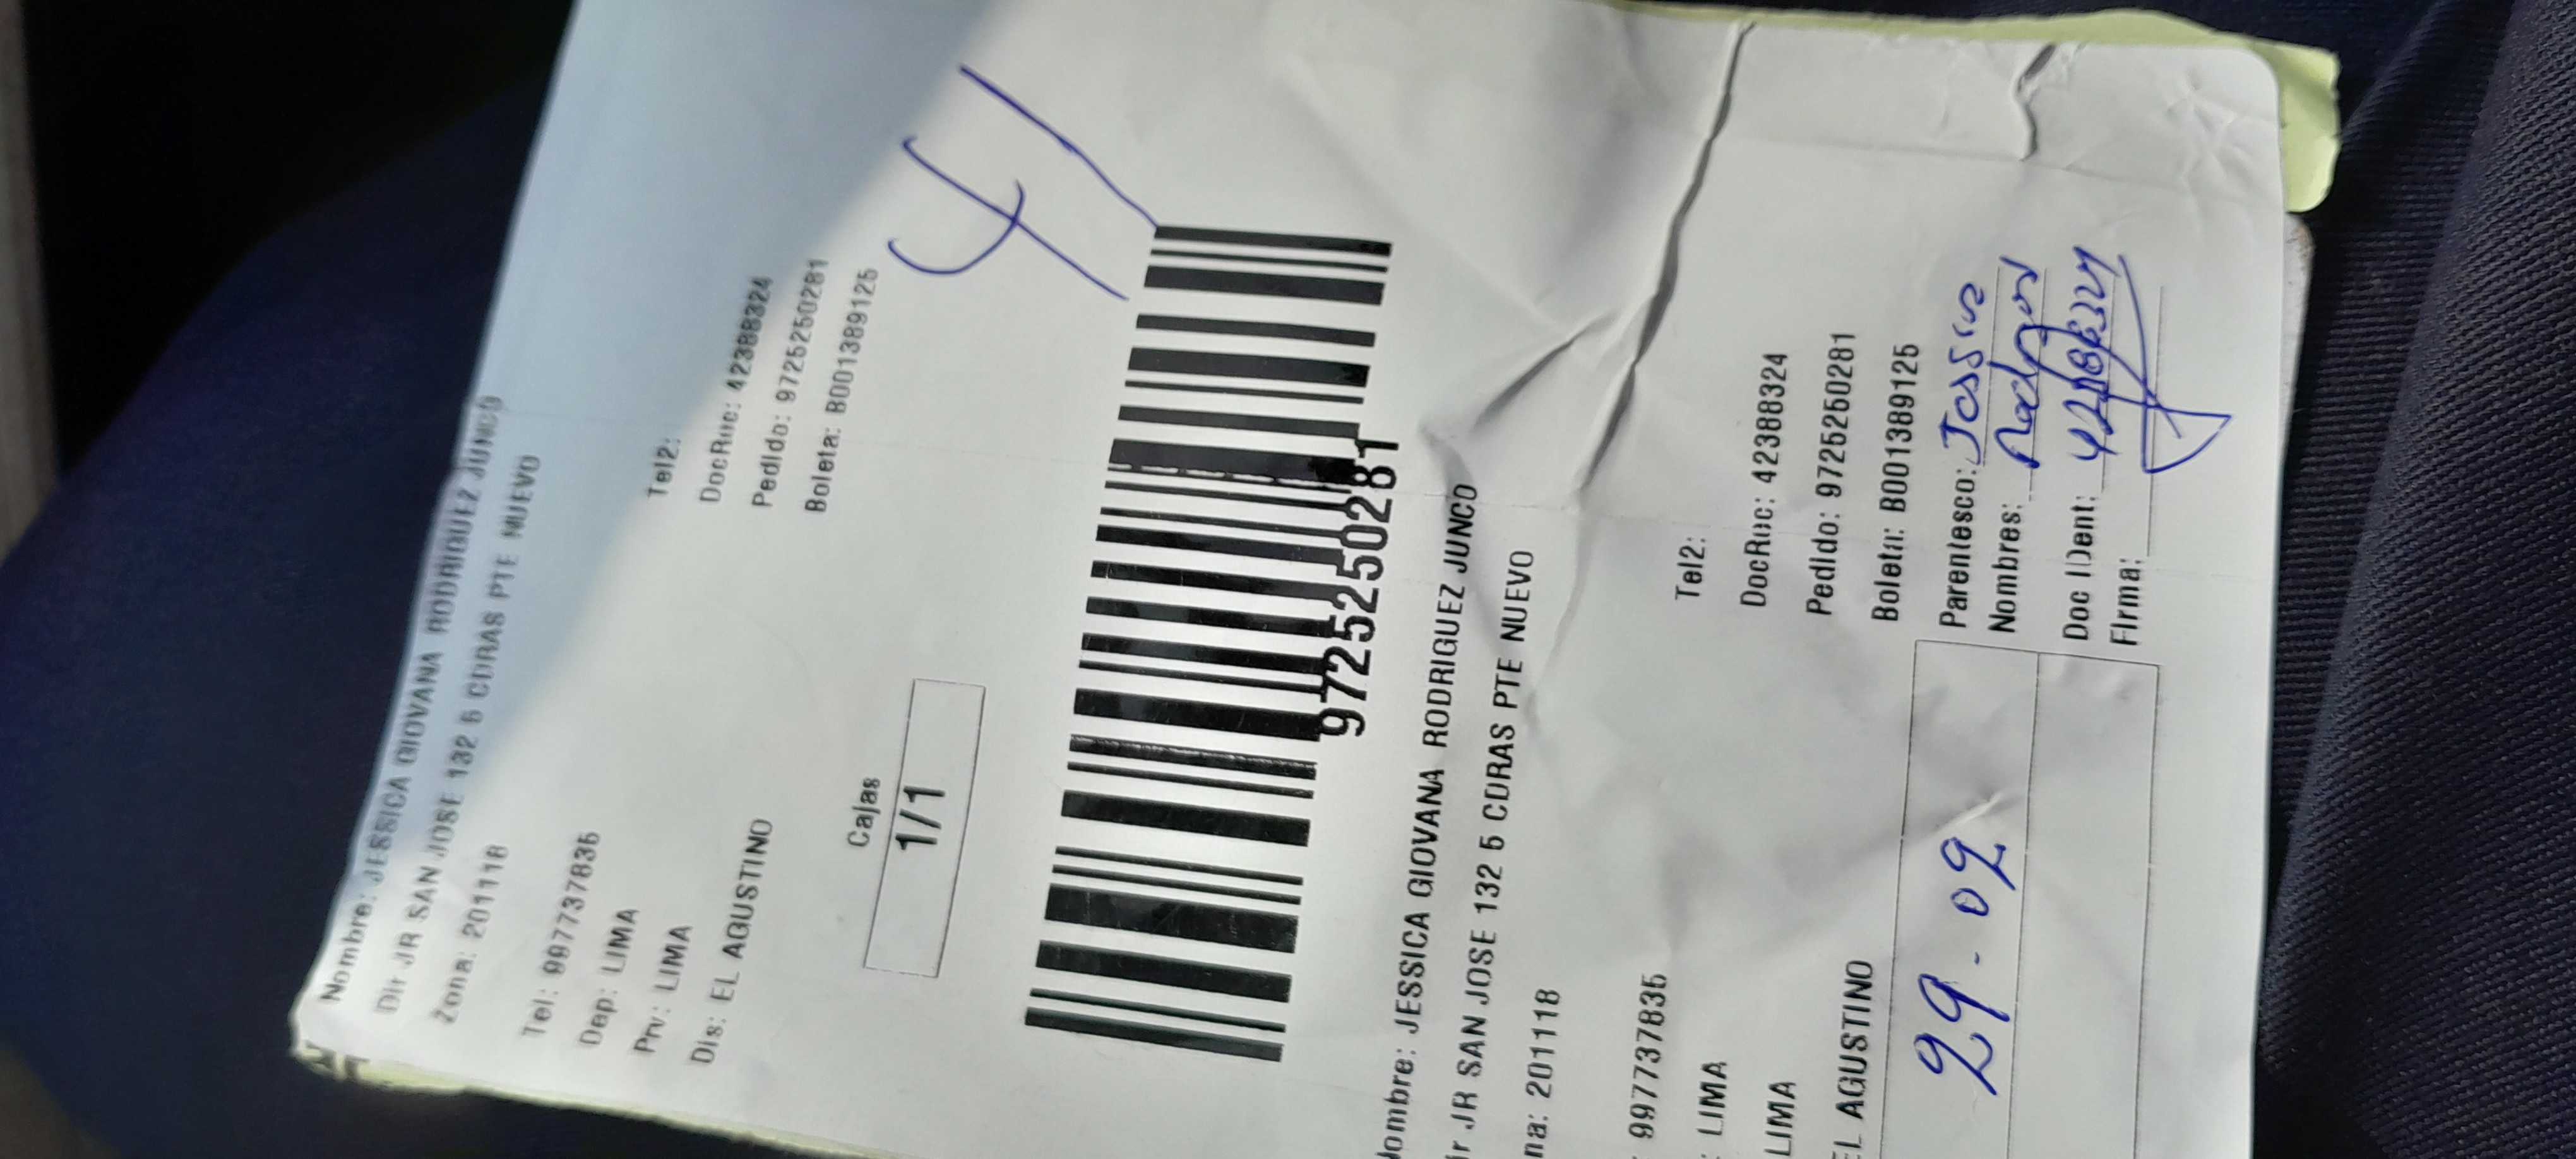 Nombre: JESSICA GIOVANA RODRIGUEZ JUNCO
Dir JR SAN JOSE 132 5 CDRAS PTE NUEVO
Zona: 201118
Tel: 997737835
Tel2:
Dep: LIMA
DocRuc: 42388324
Prv: LIMA
Pedido: 9725250281
Dis: EL AGUSTINO
Boleta: B001389125
Cajas
1/1
41
9725250281
Nombre: JESSICA GIOVANA RODRIGUEZ JUNCO
ir JR SAN JOSE 132 5 CDRAS PTE NUEVO
na: 201118
997737835
Tel2:
: LIMA
DocRuc: 42388324
LIMA
Pedido: 9725250281
EL AGUSTINO
Boleta: B001389125
29-09
Parentesco: Jessica
Nombres:
Doc IDent:
Firma: